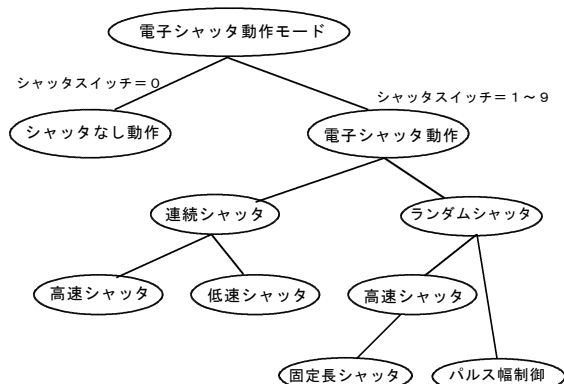 電子シャッタ動作モード
シャッタスイッチ＝０
シャッタスイッチ＝１～９
シャッタなし動作
電子シャッタ動作
連続シャッタ
ランダムシャッタ
高速シャッタ
低速シャッタ
高速シャッタ
固定長シャッタ
パルス幅制御